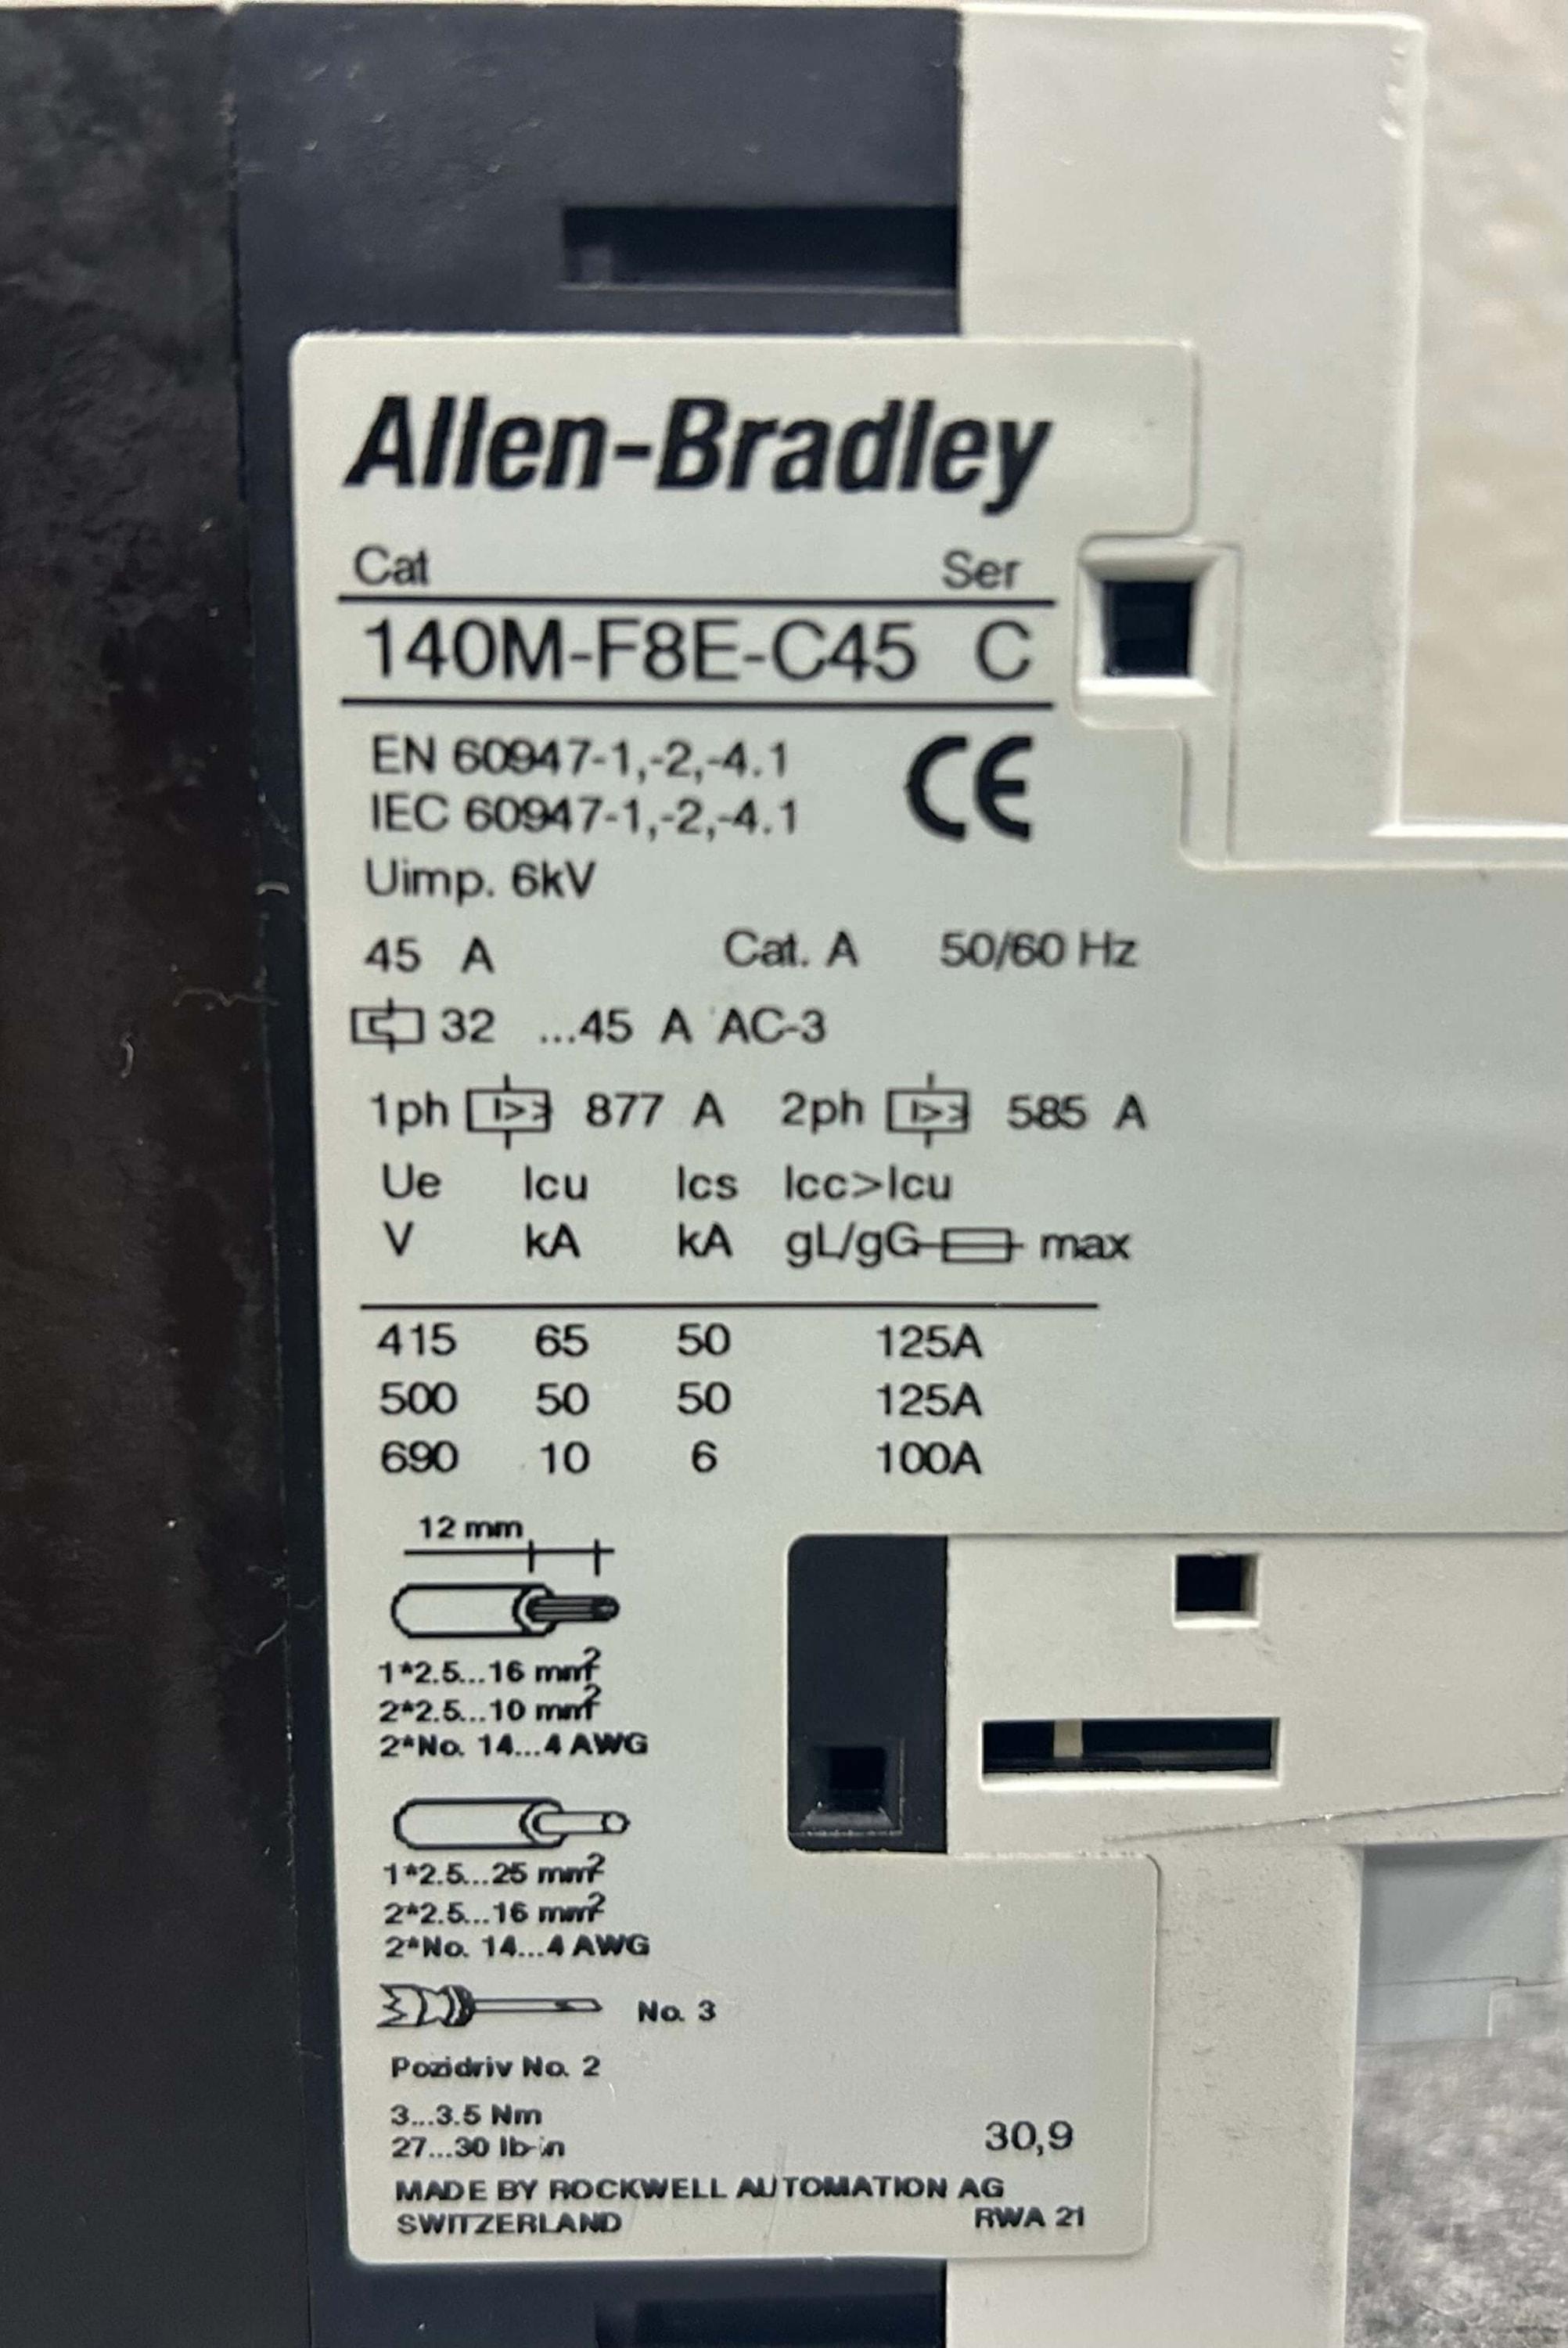 Allen-Bradley
Cat Ser
140M-F8E-C45 C
EN 60947-1,-2,-4.1
IEC 60947-1,-2,-4.1
CE
Uimp. 6kV
45 A Cat. A 50/60 Hz
32 ...45 A AC-3
1ph I> 877 A 2ph I> 585 A
Ue Icu Ics Icc>Icu
V kA kA gL/gG max
415 65 50 125A
500 50 50 125A
690 10 6 100A
12 mm
1*2.5...16 mm²
2*2.5...10 mm²
2*No. 14...4 AWG
1*2.5...25 mm²
2*2.5...16 mm²
2*No. 14...4 AWG
No. 3
Pozidriv No. 2
3...3.5 Nm
27...30 lb-in
30,9
MADE BY ROCKWELL AUTOMATION AG
SWITZERLAND RWA 21